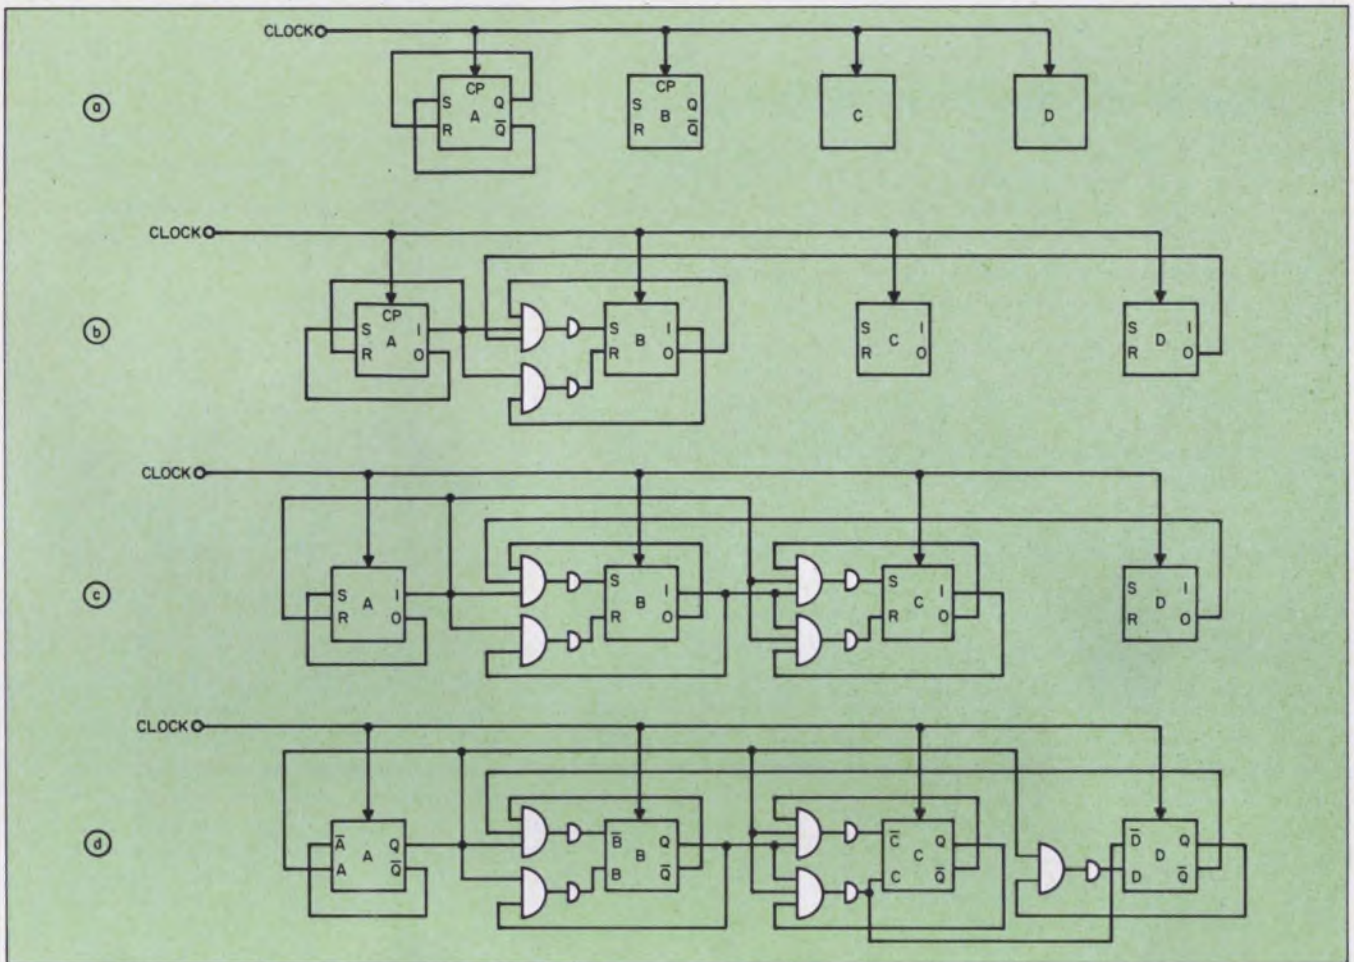 CLOCK
CP CP
S Q S Q
a A B C D
R Q̅ R Q̅
CLOCK
CP
S I S I S I S I
b A B C D
R O R O R O R O
CLOCK
S I S I S I S I
c A B C D
R O R O R O R O
CLOCK
A̅ Q B̅ Q C̅ Q D̅ Q
d A B C D
A Q̅ B Q̅ C Q̅ D Q̅